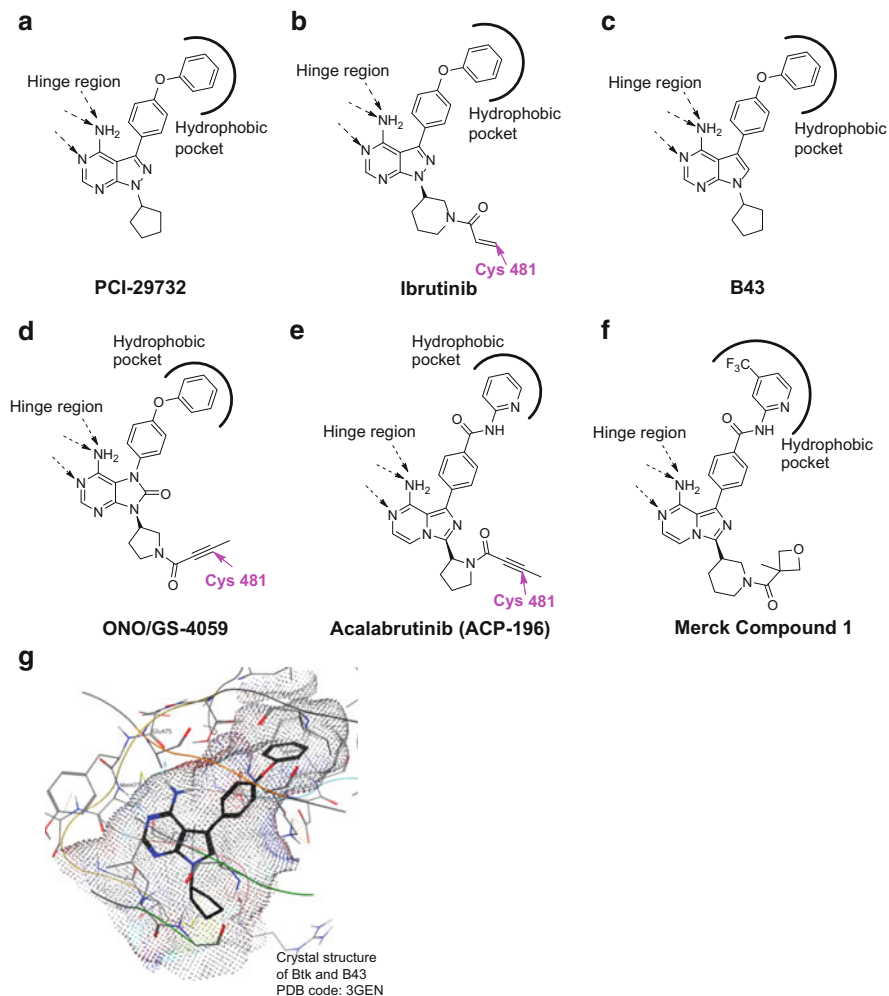 a
Hinge region
NH₂
N
N
N
N
O
Hydrophobic
pocket
PCI-29732
b
Hinge region
NH₂
N
N
N
N
O
Hydrophobic
pocket
N
O
Cys 481
Ibrutinib
c
Hinge region
NH₂
N
N
N
O
Hydrophobic
pocket
B43
d
Hydrophobic
pocket
O
Hinge region
NH₂
N
N
N
N
O
N
O
Cys 481
ONO/GS-4059
e
Hydrophobic
pocket
N
O
NH
Hinge region
NH₂
N
N
N
O
N
Cys 481
Acalabrutinib (ACP-196)
f
F₃C
N
O
NH
Hinge region
Hydrophobic
pocket
NH₂
N
N
N
O
N
O
Merck Compound 1
g
Glu475
Crystal structure
of Btk and B43
PDB code: 3GEN